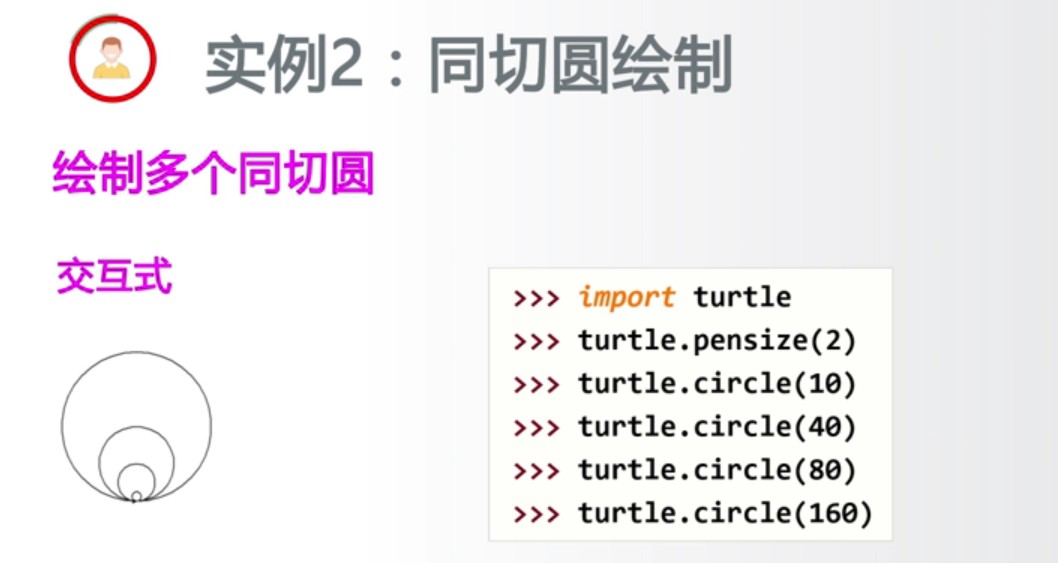 实例2：同切圆绘制
绘制多个同切圆
交互式
>>> import turtle
>>> turtle.pensize(2)
>>> turtle.circle(10)
>>> turtle.circle(40)
>>> turtle.circle(80)
>>> turtle.circle(160)